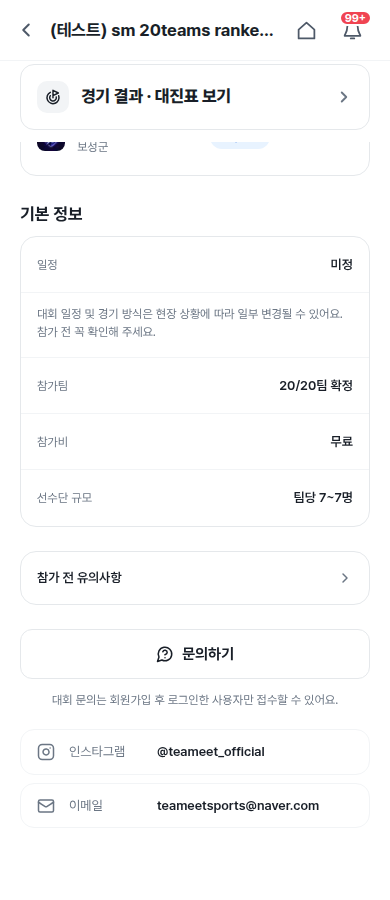 (테스트) sm 20teams ranke...
99+
경기 결과 · 대진표 보기
보성군
기본 정보
일정
미정
대회 일정 및 경기 방식은 현장 상황에 따라 일부 변경될 수 있어요.
참가 전 꼭 확인해 주세요.
참가팀
20/20팀 확정
참가비
무료
선수단 규모
팀당 7~7명
참가 전 유의사항
문의하기
대회 문의는 회원가입 후 로그인한 사용자만 접수할 수 있어요.
인스타그램
@teameet_official
이메일
teameetsports@naver.com